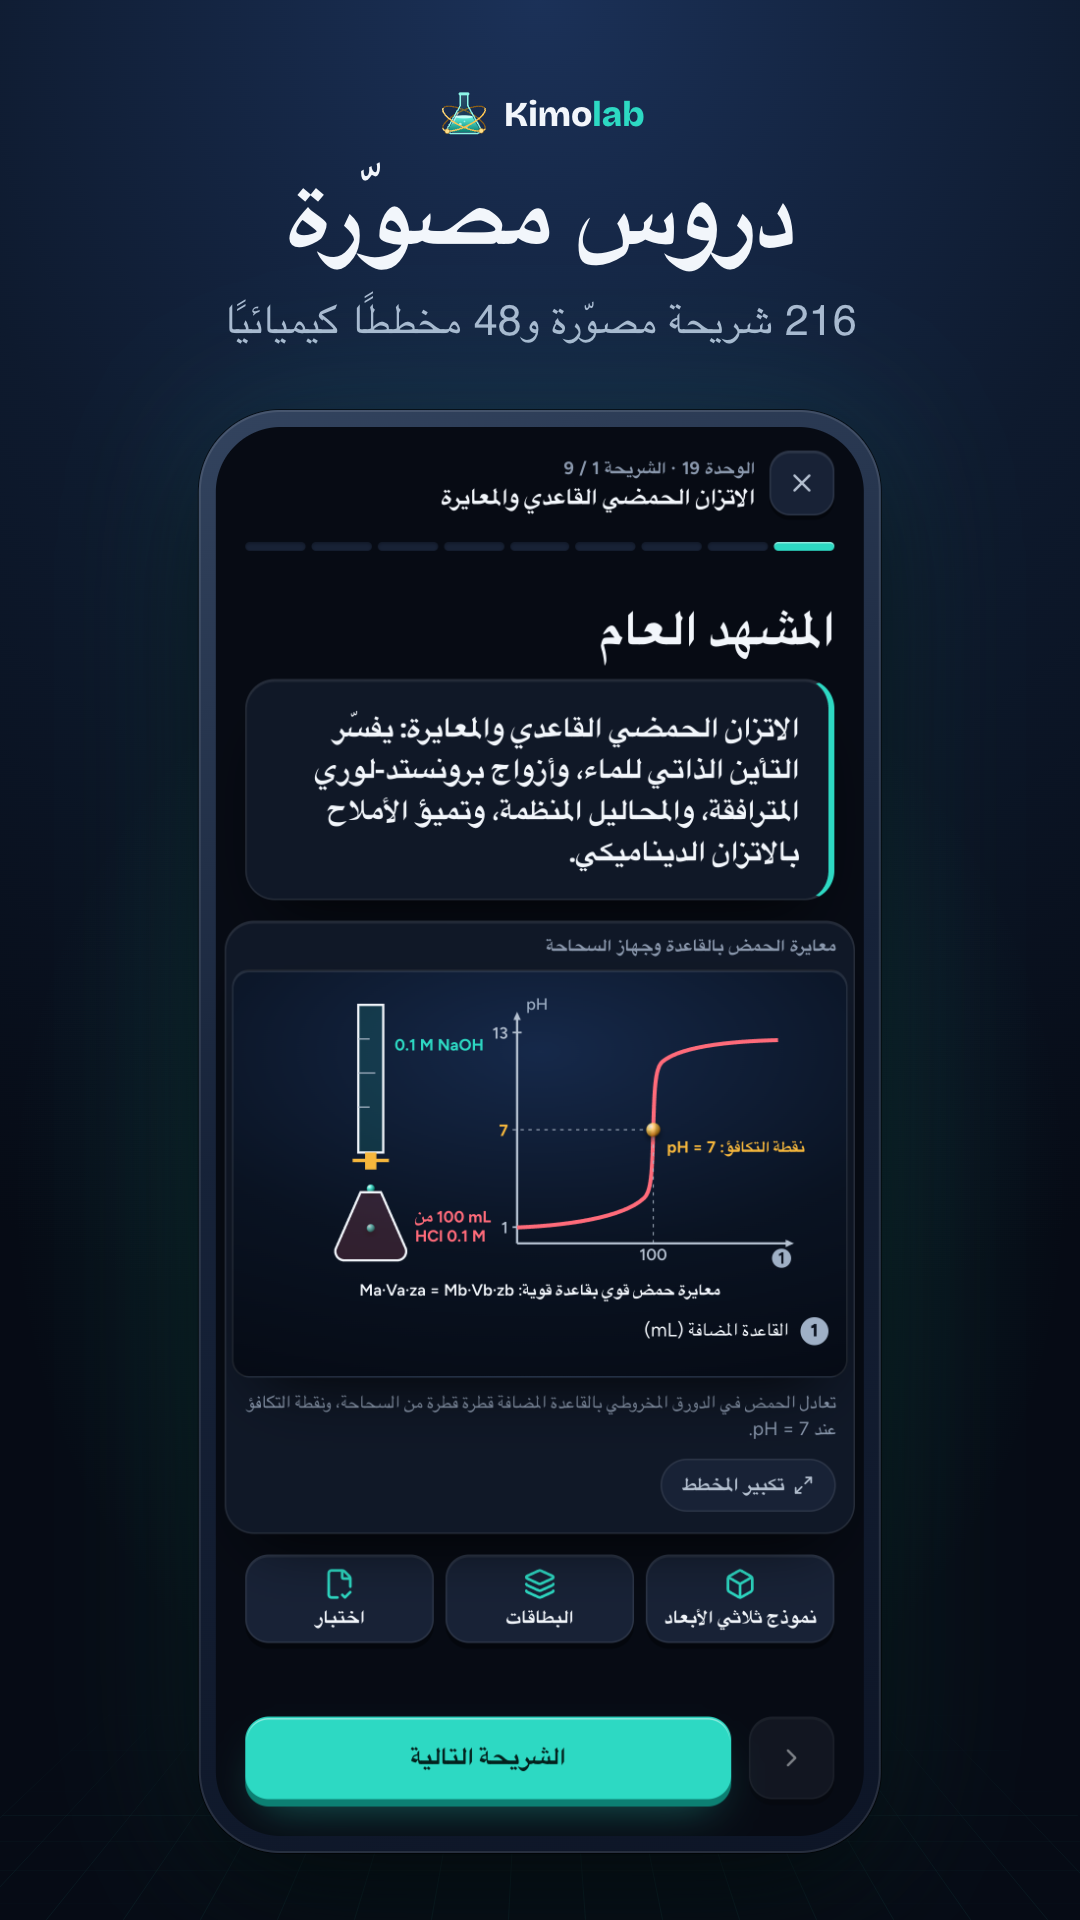 Kimolab
دروس مصوّرة
216 شريحة مصوّرة و48 مخططًا كيميائيًا
الوحدة 19 · الشريحة 1 / 9
الاتزان الحمضي القاعدي والمعايرة
المشهد العام
الاتزان الحمضي القاعدي والمعايرة: يفسّر
التأين الذاتي للماء، وأزواج برونستد-لوري
المترافقة، والمحاليل المنظمة، وتميؤ الأملاح
بالاتزان الديناميكي.
معايرة الحمض بالقاعدة وجهاز السحاحة
pH
13
0.1 M NaOH
7
نقطة التكافؤ: pH = 7
100 mL من
HCl 0.1 M
1
100
1
معايرة حمض قوي بقاعدة قوية: Ma·Va·za = Mb·Vb·zb
1 القاعدة المضافة (mL)
تعادل الحمض في الدورق المخروطي بالقاعدة المضافة قطرة قطرة من السحاحة، ونقطة التكافؤ
عند pH = 7.
تكبير المخطط
نموذج ثلاثي الأبعاد
البطاقات
اختبار
الشريحة التالية